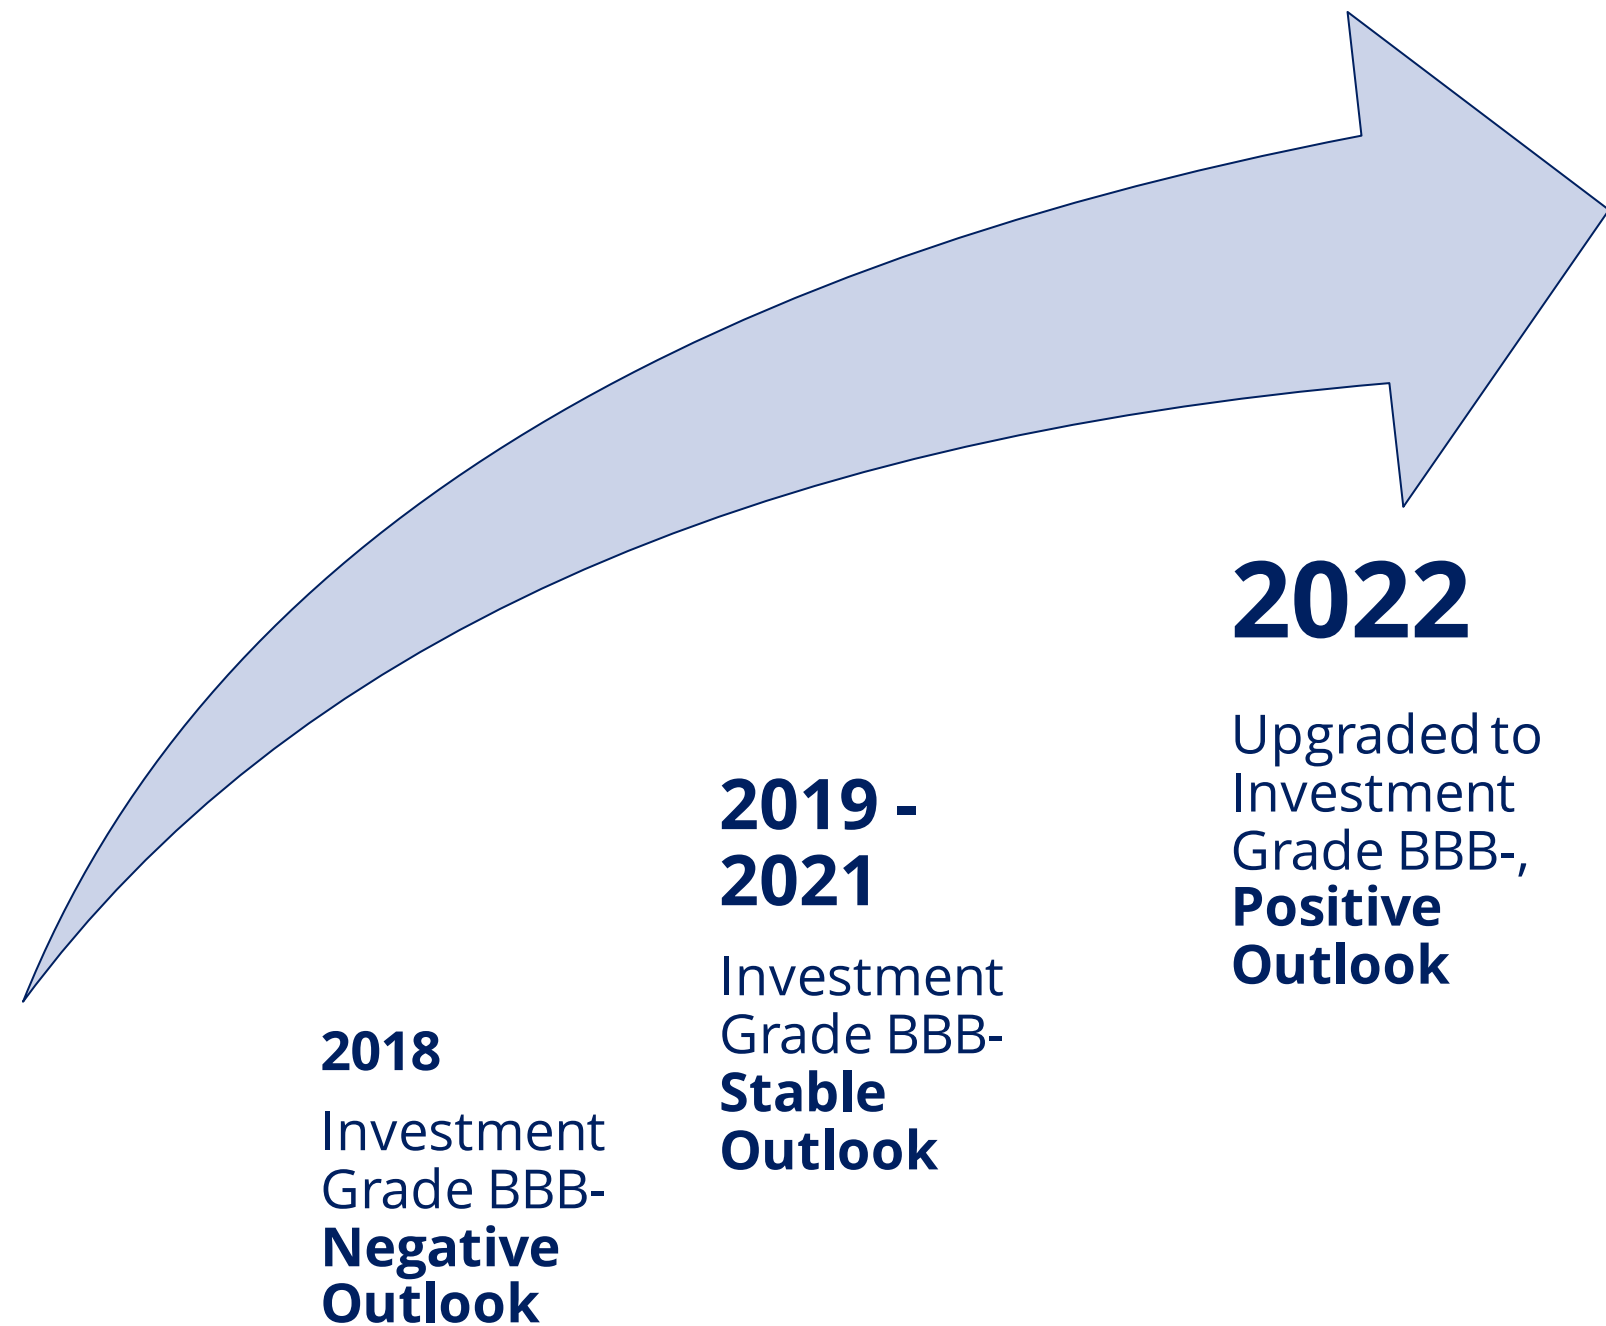 2018
Investment
Grade BBB-
Negative
Outlook
2019 -
2021
Investment
Grade BBB-
Stable
Outlook
2022
Upgraded to
Investment
Grade BBB-,
Positive
Outlook